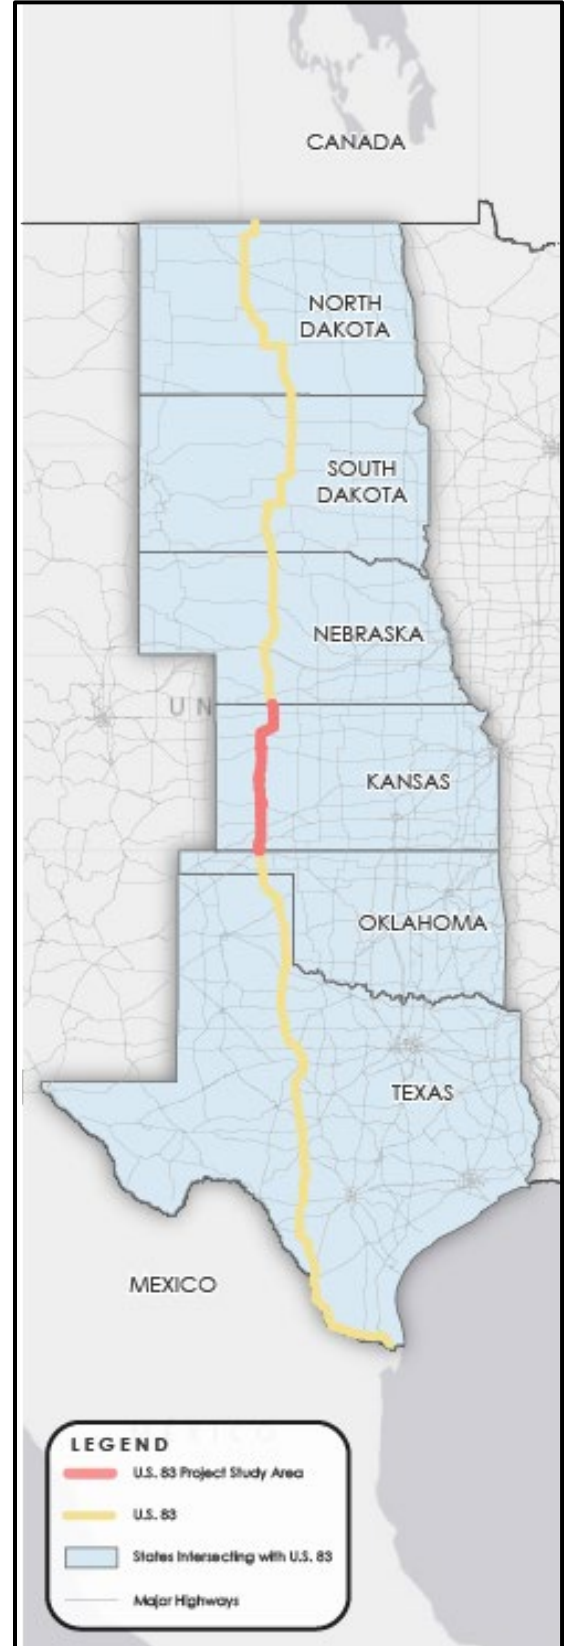 CANADA
NORTH
DAKOTA
SOUTH
DAKOTA
NEBRASKA
U N
KANSAS
OKLAHOMA
TEXAS
MEXICO
LEGEND
U.S. 83 Project Study Area
U.S. 83
States Intersecting with U.S. 83
Major Highways